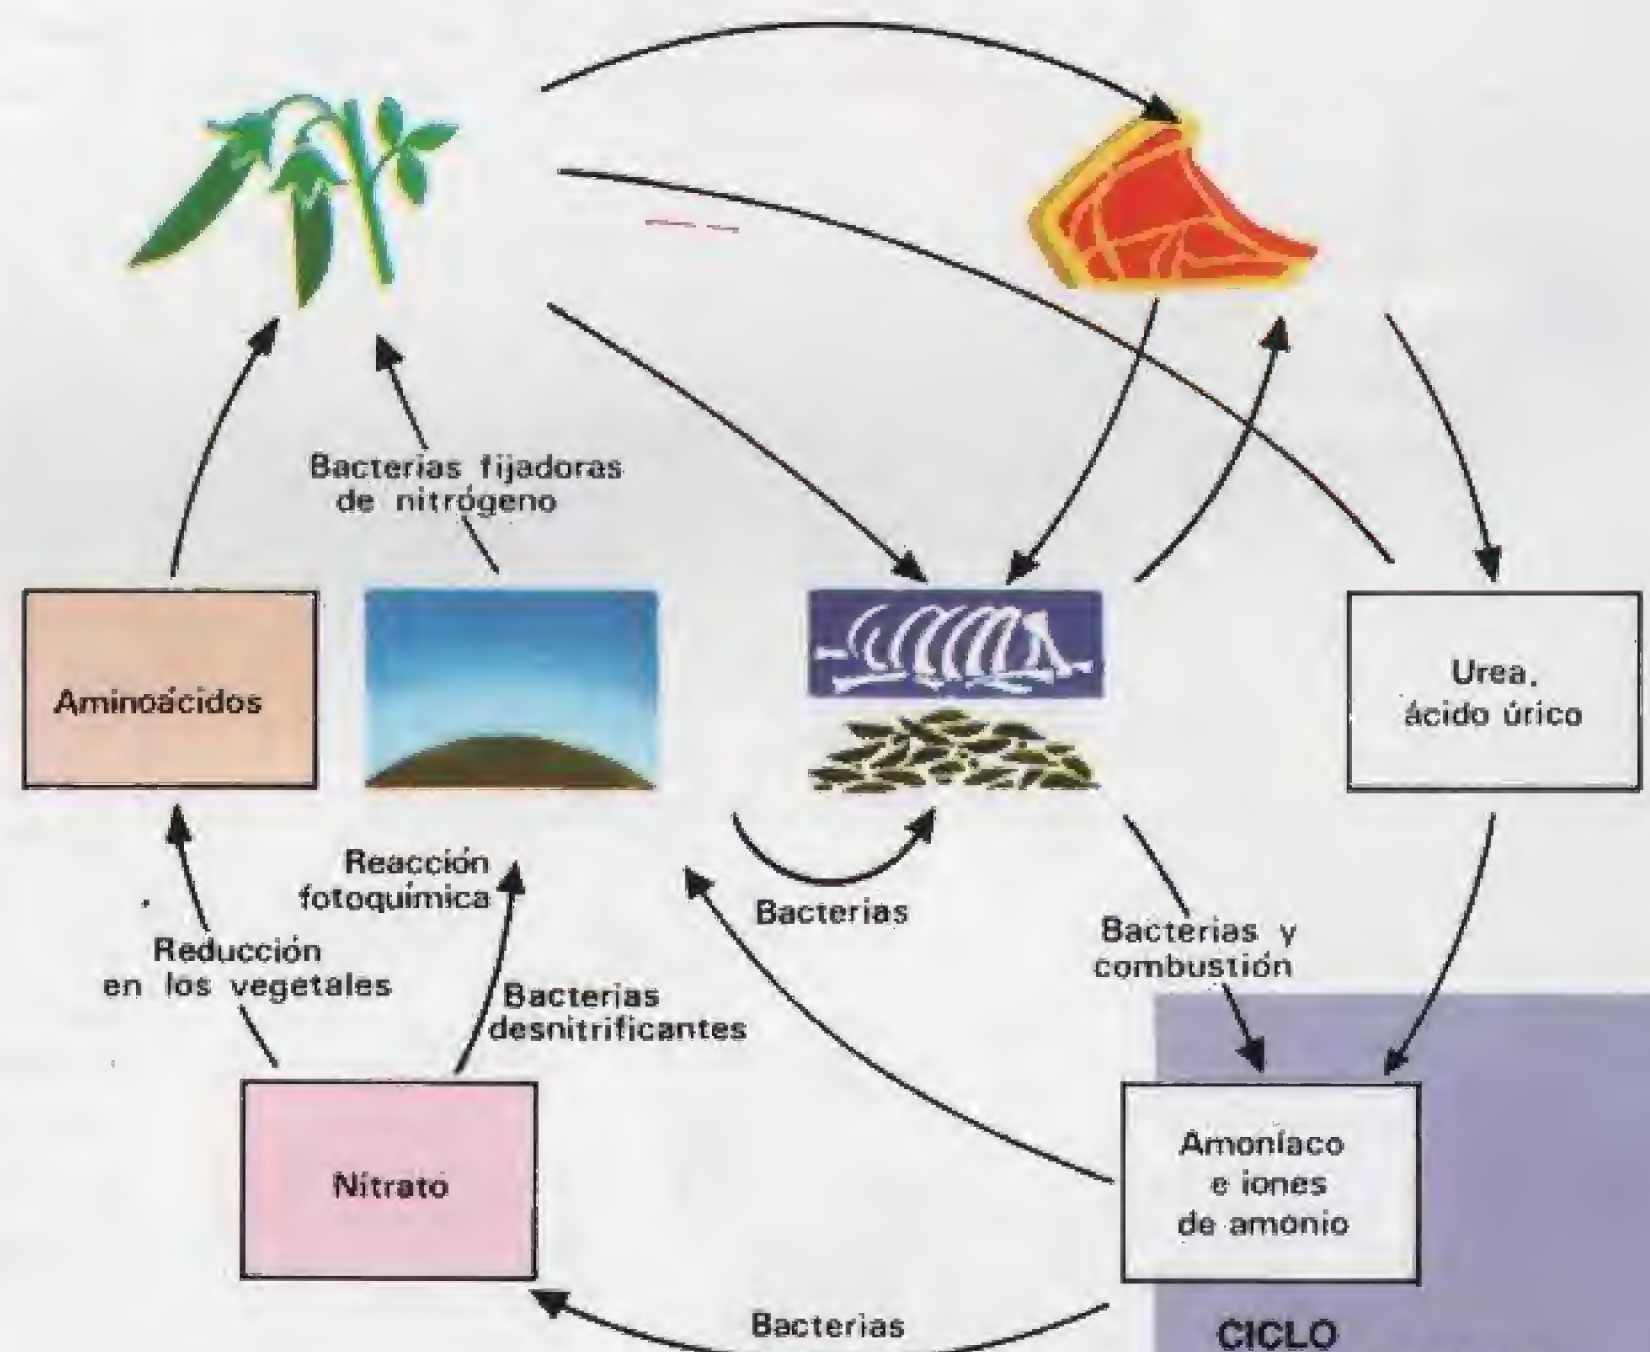 Bacterias fijadoras
de nitrógeno
Aminoácidos
Urea,
ácido úrico
Reacción
fotoquímica
Bacterias
Reducción
en los vegetales
Bacterias
desnitrificantes
Bacterias y
combustión
Nitrato
Amoníaco
e iones
de amonio
Bacterias
CICLO